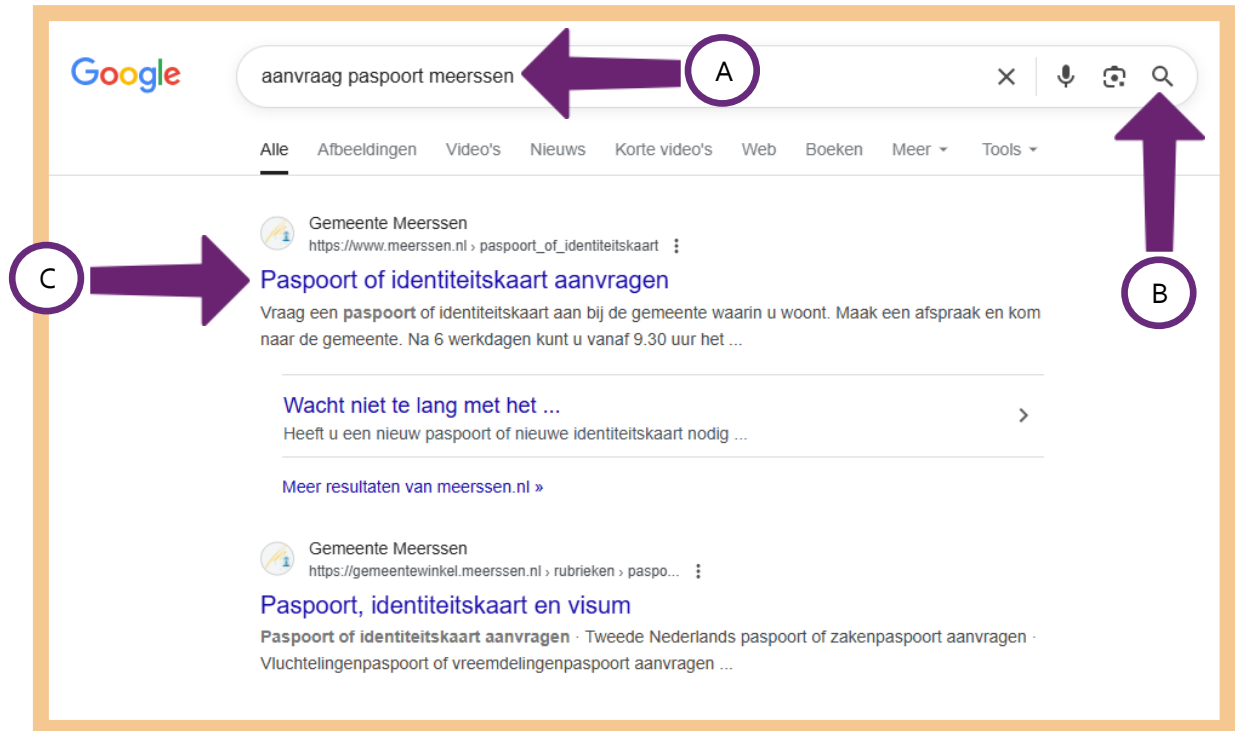 Google
aanvraag paspoort meerssen
A
Alle Afbeeldingen Video's Nieuws Korte video's Web Boeken Meer Tools
B
Gemeente Meerssen
https://www.meerssen.nl › paspoort_of_identiteitskaart
C
Paspoort of identiteitskaart aanvragen
Vraag een paspoort of identiteitskaart aan bij de gemeente waarin u woont. Maak een afspraak en kom
naar de gemeente. Na 6 werkdagen kunt u vanaf 9.30 uur het ...
Wacht niet te lang met het ...
Heeft u een nieuw paspoort of nieuwe identiteitskaart nodig ...
Meer resultaten van meerssen.nl »
Gemeente Meerssen
https://gemeentewinkel.meerssen.nl › rubrieken › paspo...
Paspoort, identiteitskaart en visum
Paspoort of identiteitskaart aanvragen · Tweede Nederlands paspoort of zakenpaspoort aanvragen ·
Vluchtelingenpaspoort of vreemdelingenpaspoort aanvragen ...